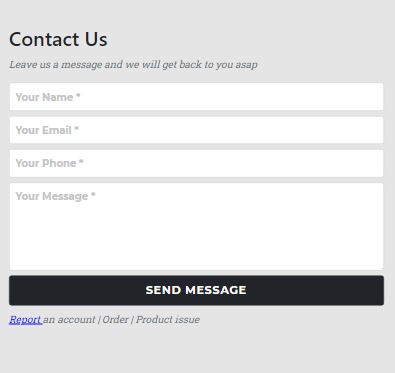 Contact Us
Leave us a message and we will get back to you asap
Your Name *
Your Email *
Your Phone *
Your Message *
SEND MESSAGE
Report an account | Order | Product issue